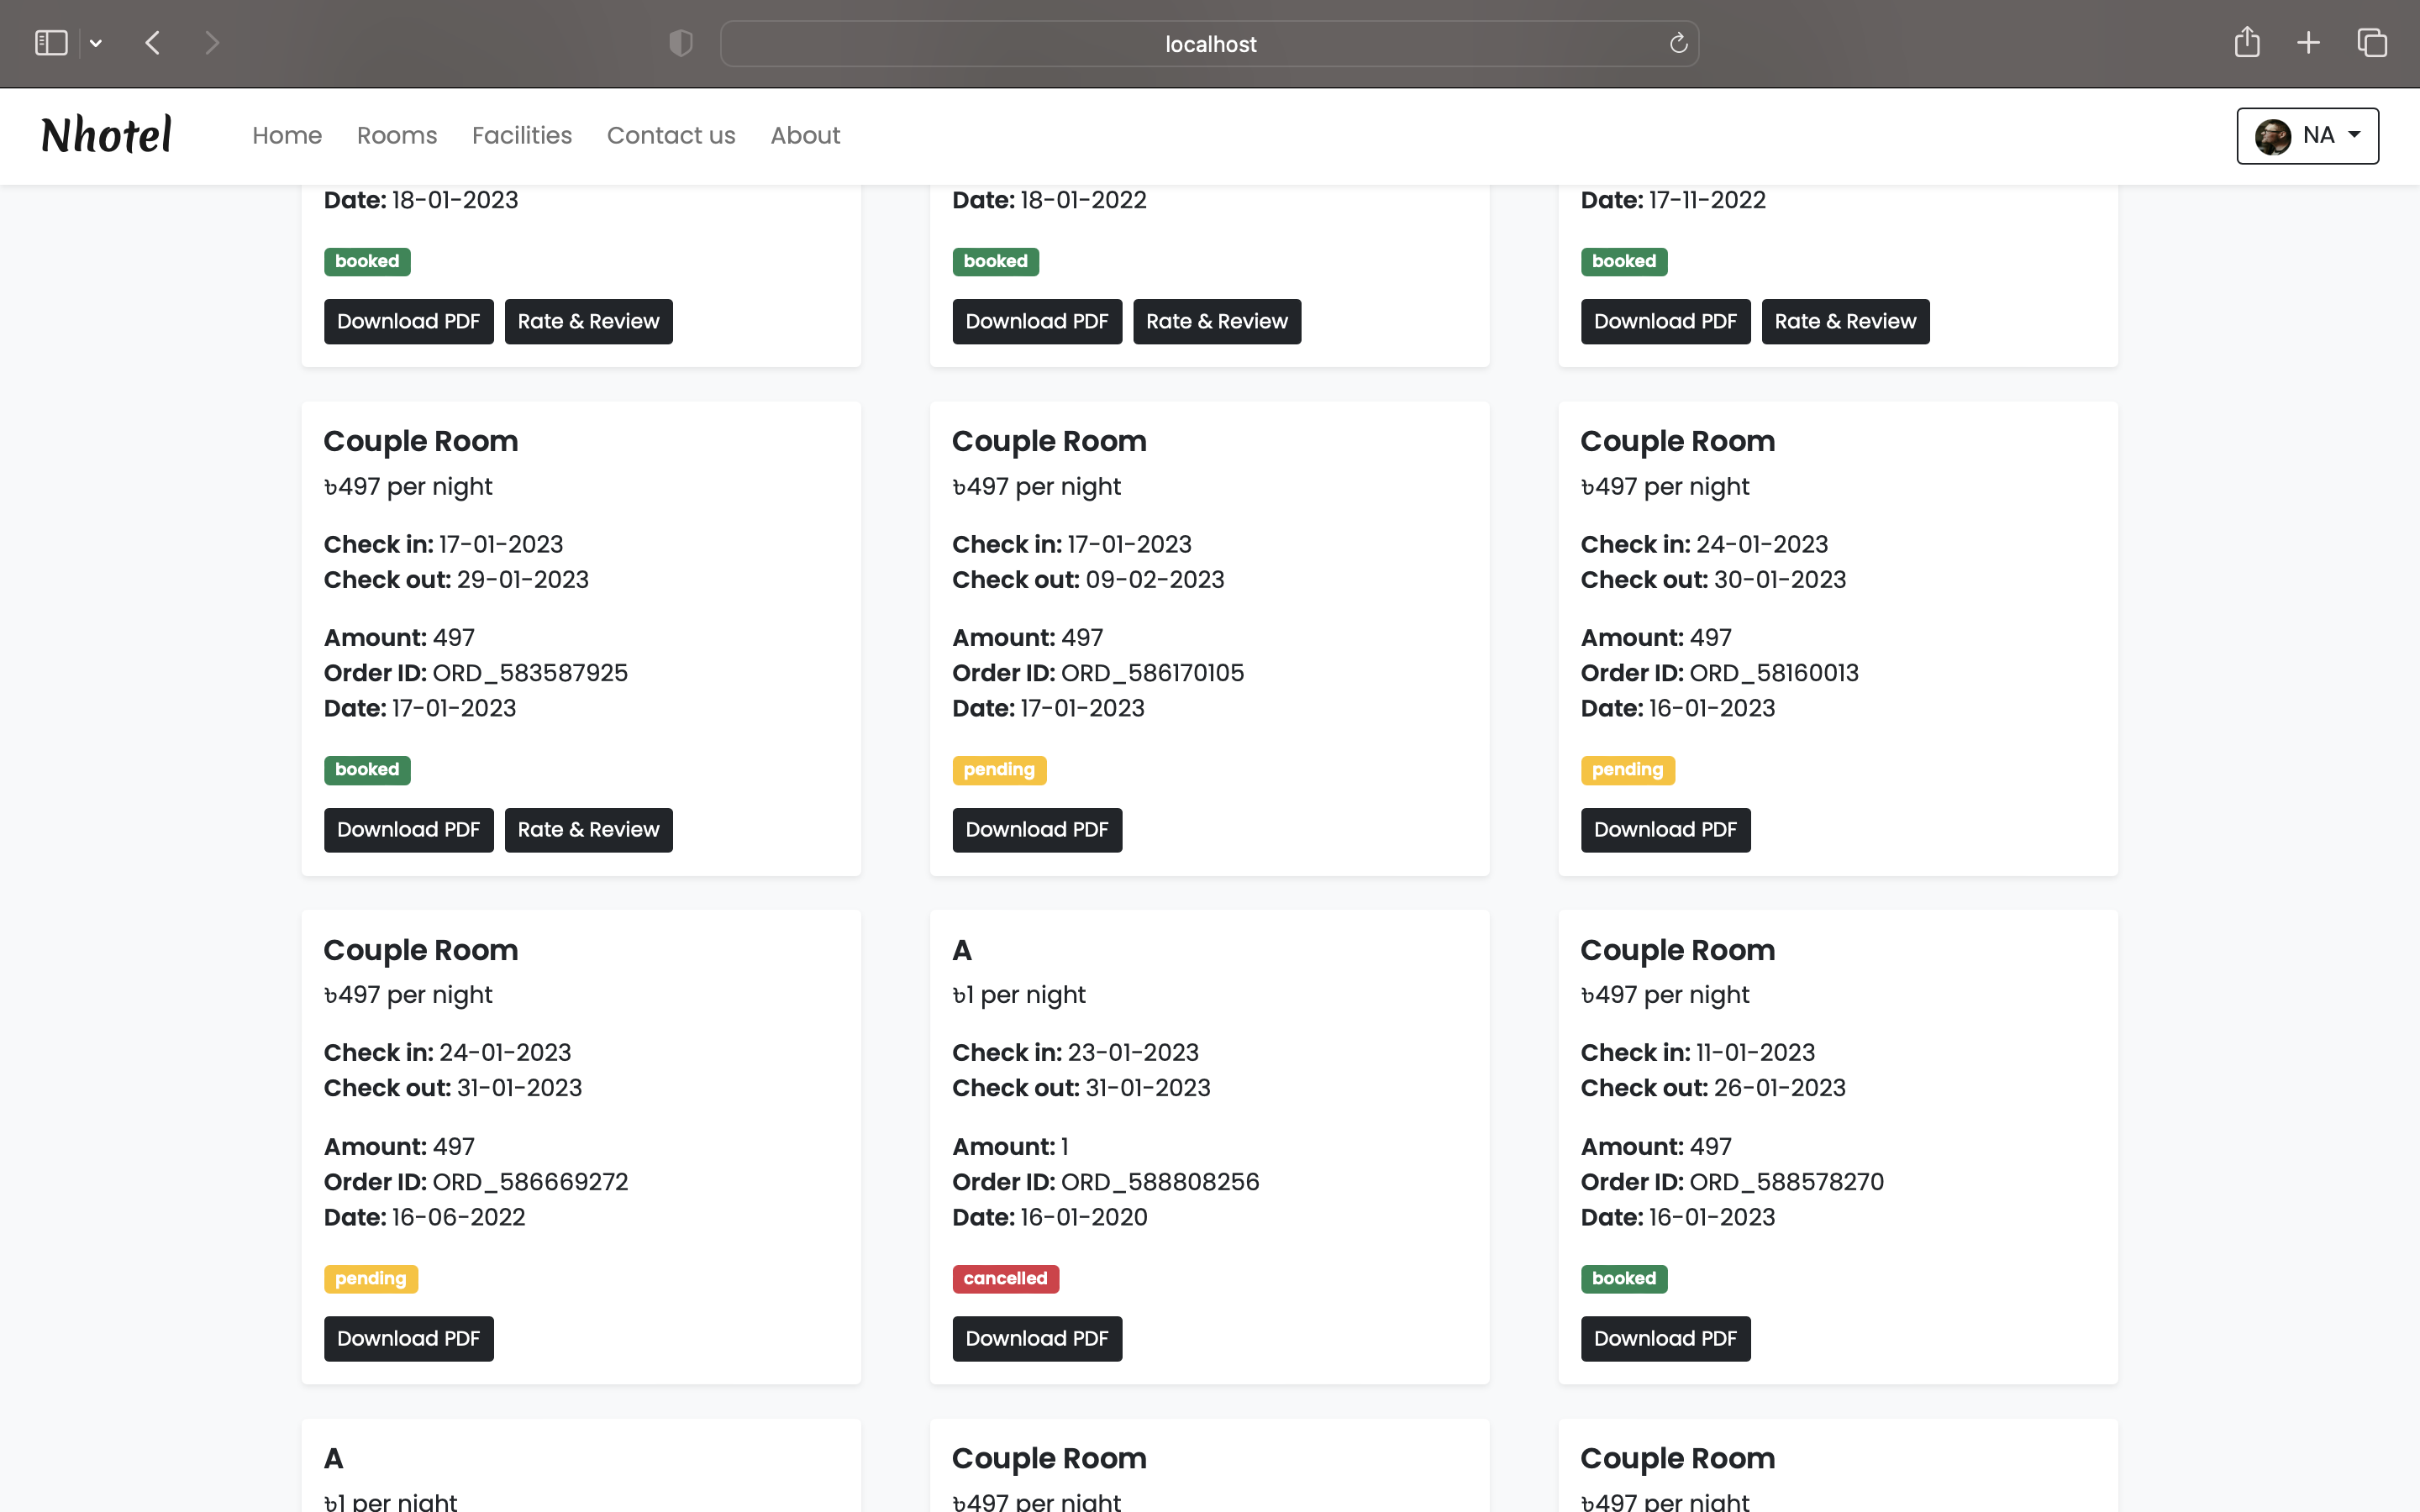 localhost
Nhotel Home Rooms Facilities Contact us About NA
Date: 18-01-2023
booked
Download PDF Rate & Review
Date: 18-01-2022
booked
Download PDF Rate & Review
Date: 17-11-2022
booked
Download PDF Rate & Review
Couple Room
৳497 per night
Check in: 17-01-2023
Check out: 29-01-2023
Amount: 497
Order ID: ORD_583587925
Date: 17-01-2023
booked
Download PDF Rate & Review
Couple Room
৳497 per night
Check in: 17-01-2023
Check out: 09-02-2023
Amount: 497
Order ID: ORD_586170105
Date: 17-01-2023
pending
Download PDF
Couple Room
৳497 per night
Check in: 24-01-2023
Check out: 30-01-2023
Amount: 497
Order ID: ORD_58160013
Date: 16-01-2023
pending
Download PDF
Couple Room
৳497 per night
Check in: 24-01-2023
Check out: 31-01-2023
Amount: 497
Order ID: ORD_586669272
Date: 16-06-2022
pending
Download PDF
A
৳1 per night
Check in: 23-01-2023
Check out: 31-01-2023
Amount: 1
Order ID: ORD_588808256
Date: 16-01-2020
cancelled
Download PDF
Couple Room
৳497 per night
Check in: 11-01-2023
Check out: 26-01-2023
Amount: 497
Order ID: ORD_588578270
Date: 16-01-2023
booked
Download PDF
A
৳1 per night
Couple Room
৳497 per night
Couple Room
৳497 per night